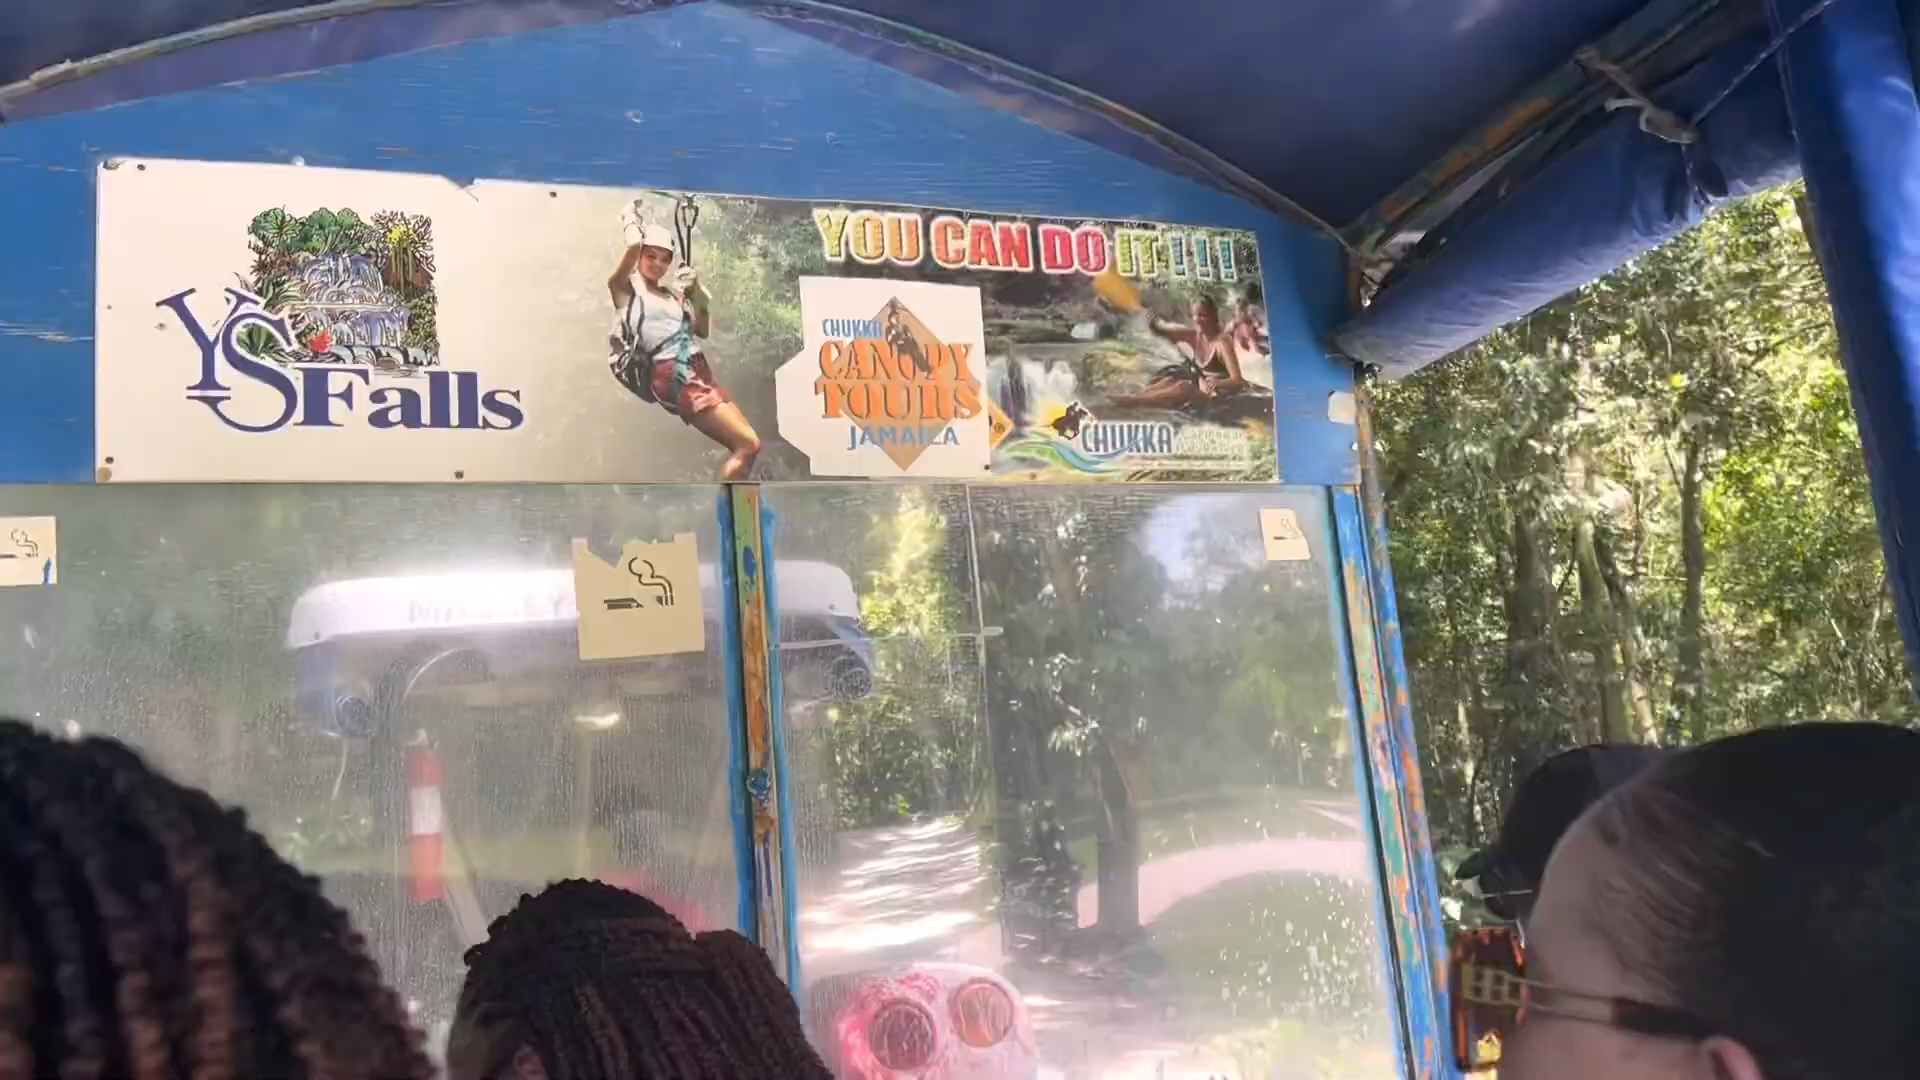 YS Falls
YOU CAN DO IT!!!
CHUKKA
CANOPY
TOURS
JAMAICA
CHUKKA